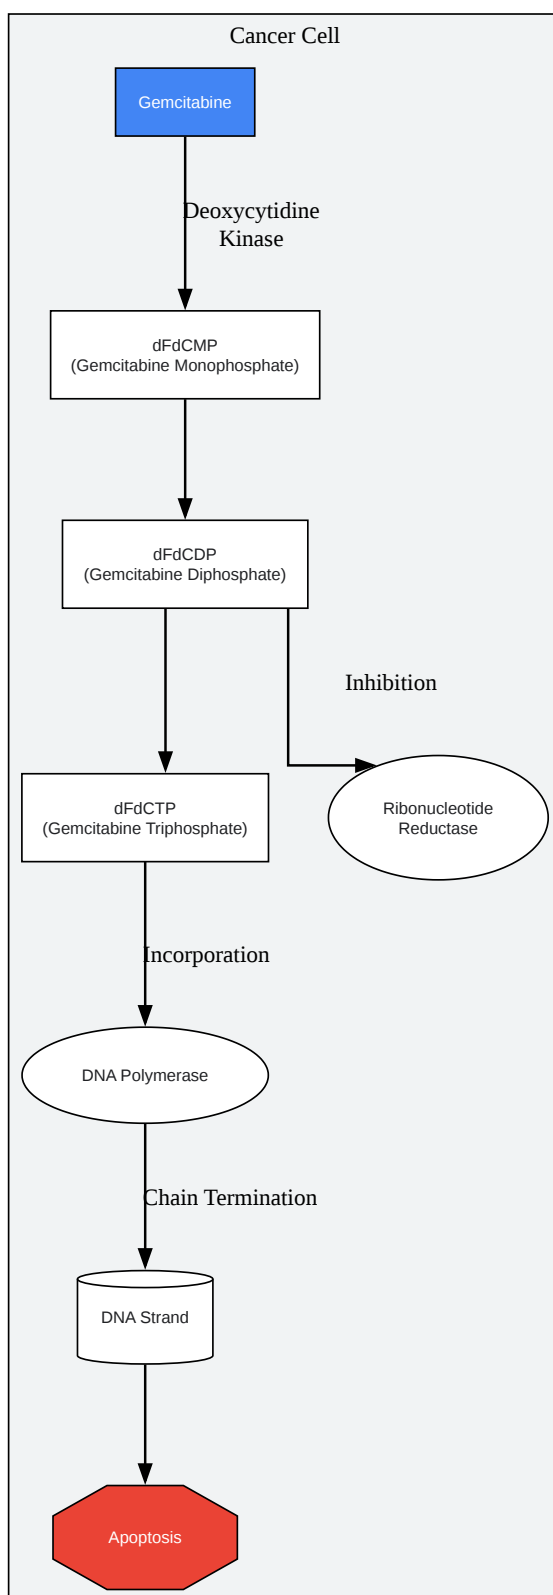 Cancer Cell
Gemcitabine
Deoxycytidine
Kinase
dFdCMP
(Gemcitabine Monophosphate)
dFdCDP
(Gemcitabine Diphosphate)
Inhibition
dFdCTP
(Gemcitabine Triphosphate)
Ribonucleotide
Reductase
Incorporation
DNA Polymerase
Chain Termination
DNA Strand
Apoptosis